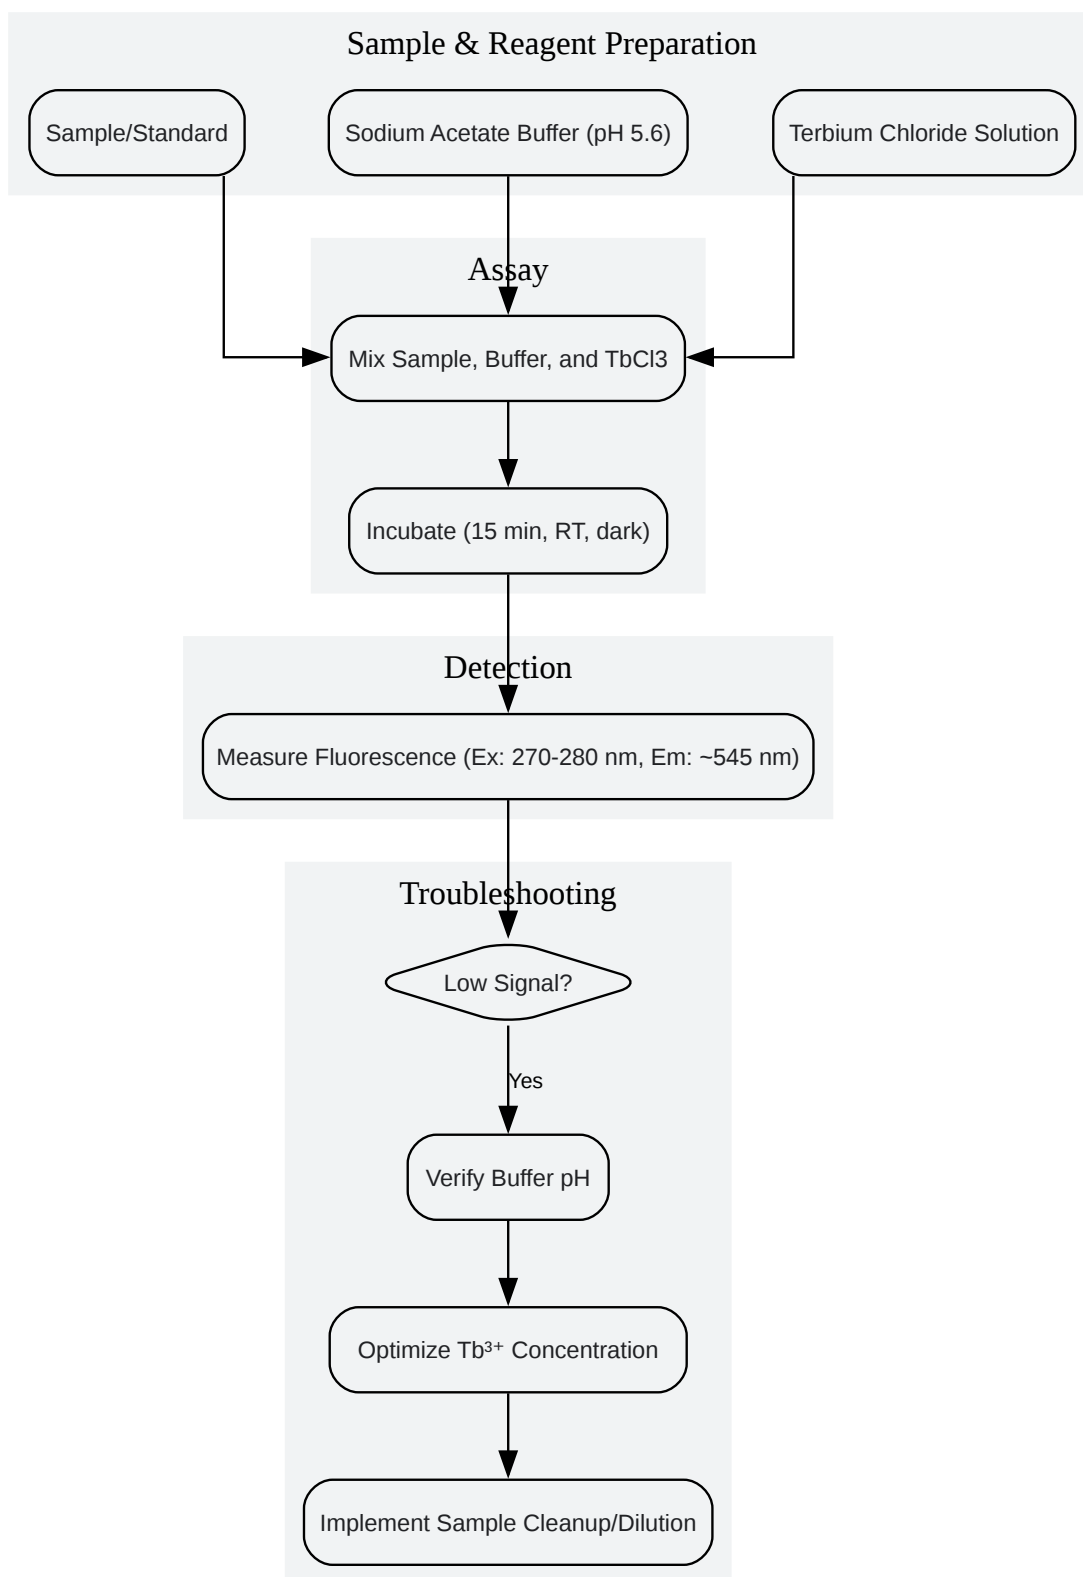 Sample & Reagent Preparation
Sample/Standard
Sodium Acetate Buffer (pH 5.6)
Terbium Chloride Solution
Assay
Mix Sample, Buffer, and TbCl3
Incubate (15 min, RT, dark)
Detection
Measure Fluorescence (Ex: 270-280 nm, Em: ~545 nm)
Troubleshooting
Low Signal?
Yes
Verify Buffer pH
Optimize Tb³⁺ Concentration
Implement Sample Cleanup/Dilution